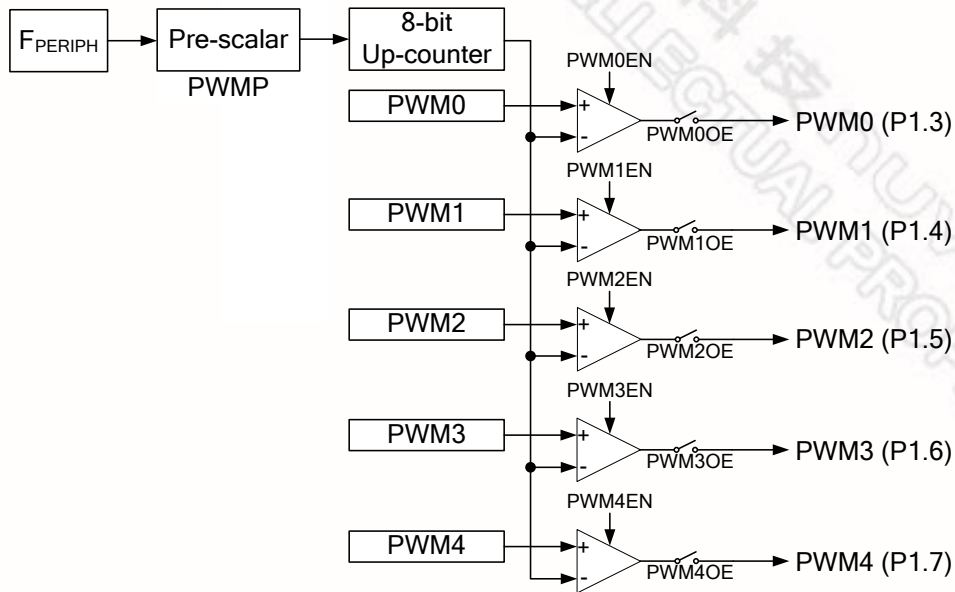 FPERIPH
Pre-scalar
PWMP
8-bit
Up-counter
PWM0
PWM0EN
+
-
PWM0OE
PWM0 (P1.3)
PWM1
PWM1EN
+
-
PWM1OE
PWM1 (P1.4)
PWM2
PWM2EN
+
-
PWM2OE
PWM2 (P1.5)
PWM3
PWM3EN
+
-
PWM3OE
PWM3 (P1.6)
PWM4
PWM4EN
+
-
PWM4OE
PWM4 (P1.7)
科 技